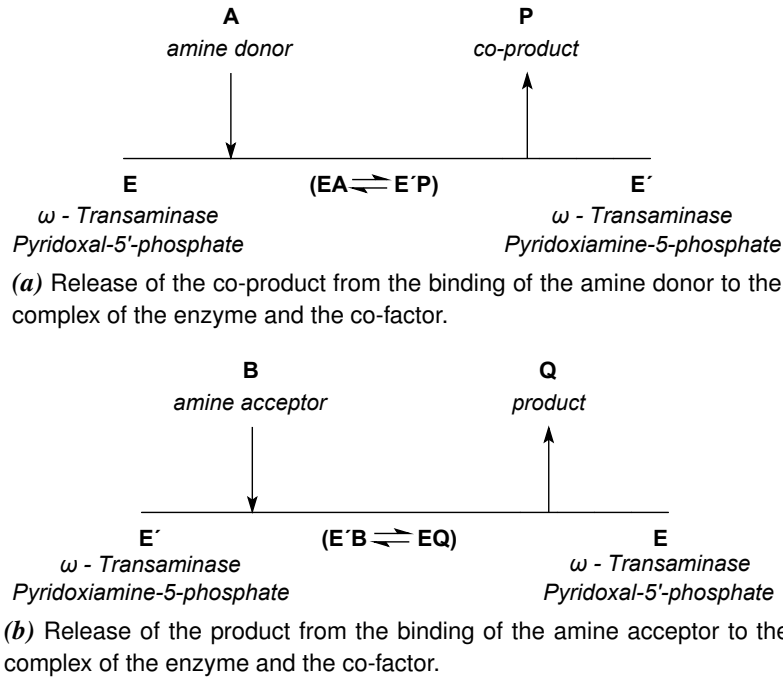 A P
amine donor co-product
E (EA ⇌ E´P) E´
ω - Transaminase ω - Transaminase
Pyridoxal-5'-phosphate Pyridoxiamine-5-phosphate
(a) Release of the co-product from the binding of the amine donor to the
complex of the enzyme and the co-factor.
B Q
amine acceptor product
E´ (E´B ⇌ EQ) E
ω - Transaminase ω - Transaminase
Pyridoxiamine-5-phosphate Pyridoxal-5'-phosphate
(b) Release of the product from the binding of the amine acceptor to the
complex of the enzyme and the co-factor.